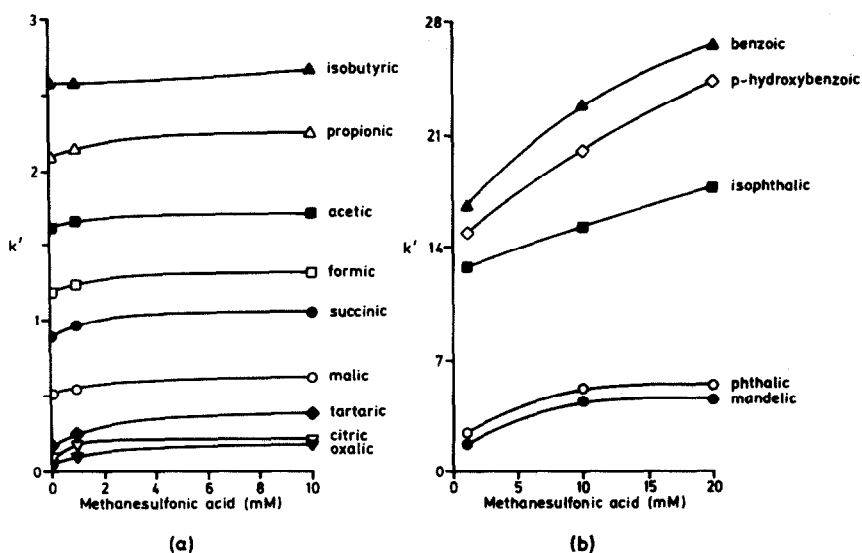 3
2
1
0
k'
isobutyric
propionic
acetic
formic
succinic
malic
tartaric
citric
oxalic
0 2 4 6 8 10
Methanesulfonic acid (mM)
(a)
28
21
14
7
0
k'
benzoic
p-hydroxybenzoic
isophthalic
phthalic
mandelic
0 5 10 15 20
Methanesulfonic acid (mM)
(b)